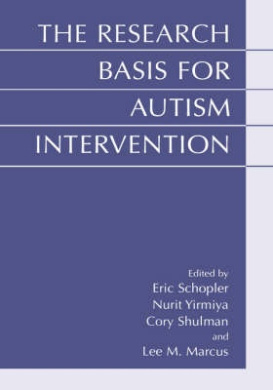 THE RESEARCH
BASIS FOR
AUTISM
INTERVENTION
Edited by
Eric Schopler
Nurit Yirmiya
Cory Shulman
and
Lee M. Marcus